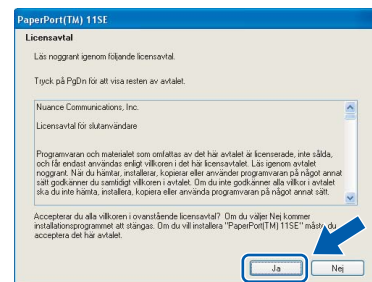 PaperPort(TM) 11SE
Licensavtal
Läs noggrant igenom följande licensavtal.
Tryck på PgDn för att visa resten av avtalet.
Nuance Communications, Inc.
Licensavtal för slutanvändare
Programvaran och materialet som omfattas av det här avtalet är licenserade, inte sålda,
och får endast användas enligt villkoren i det här licensavtalet. Läs igenom avtalet
noggrant. När du hämtar, installerar, kopierar eller använder programvaran på något annat
sätt godkänner du samtidigt villkoren i avtalet. Om du inte godkänner alla villkor i avtalet
ska du inte hämta, installera, kopiera eller använda programvaran på något annat sätt.
Accepterar du alla villkoren i ovanstående licensavtal? Om du väljer Nej kommer
installationsprogrammet att stängas. Om du vill installera "PaperPort(TM) 11SE" måste du
acceptera det här avtalet.
Ja
Nej